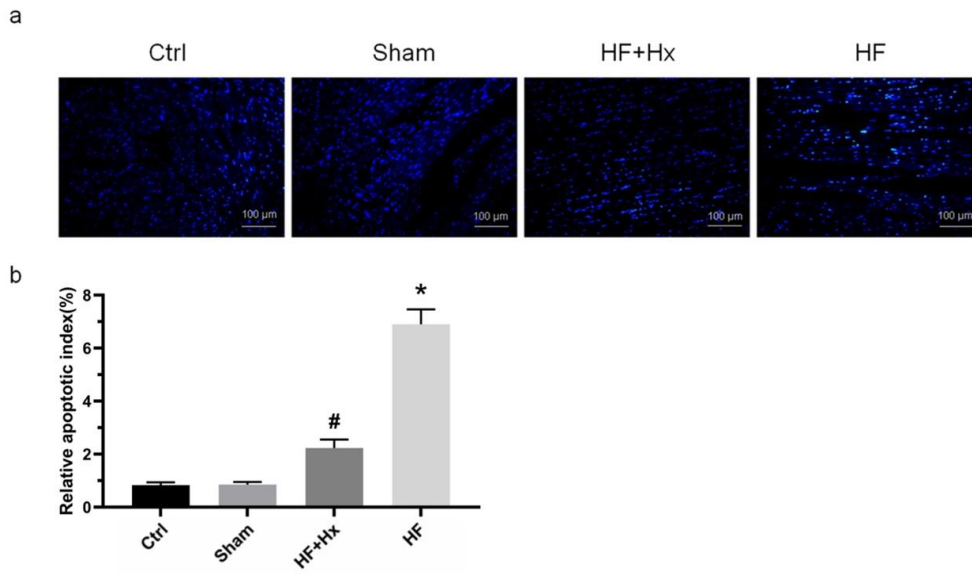 a
Ctrl Sham HF+Hx HF
100 μm 100 μm 100 μm 100 μm
b
Relative apoptotic index(%)
8
*
6
4
#
2
0
Ctrl Sham HF+Hx HF